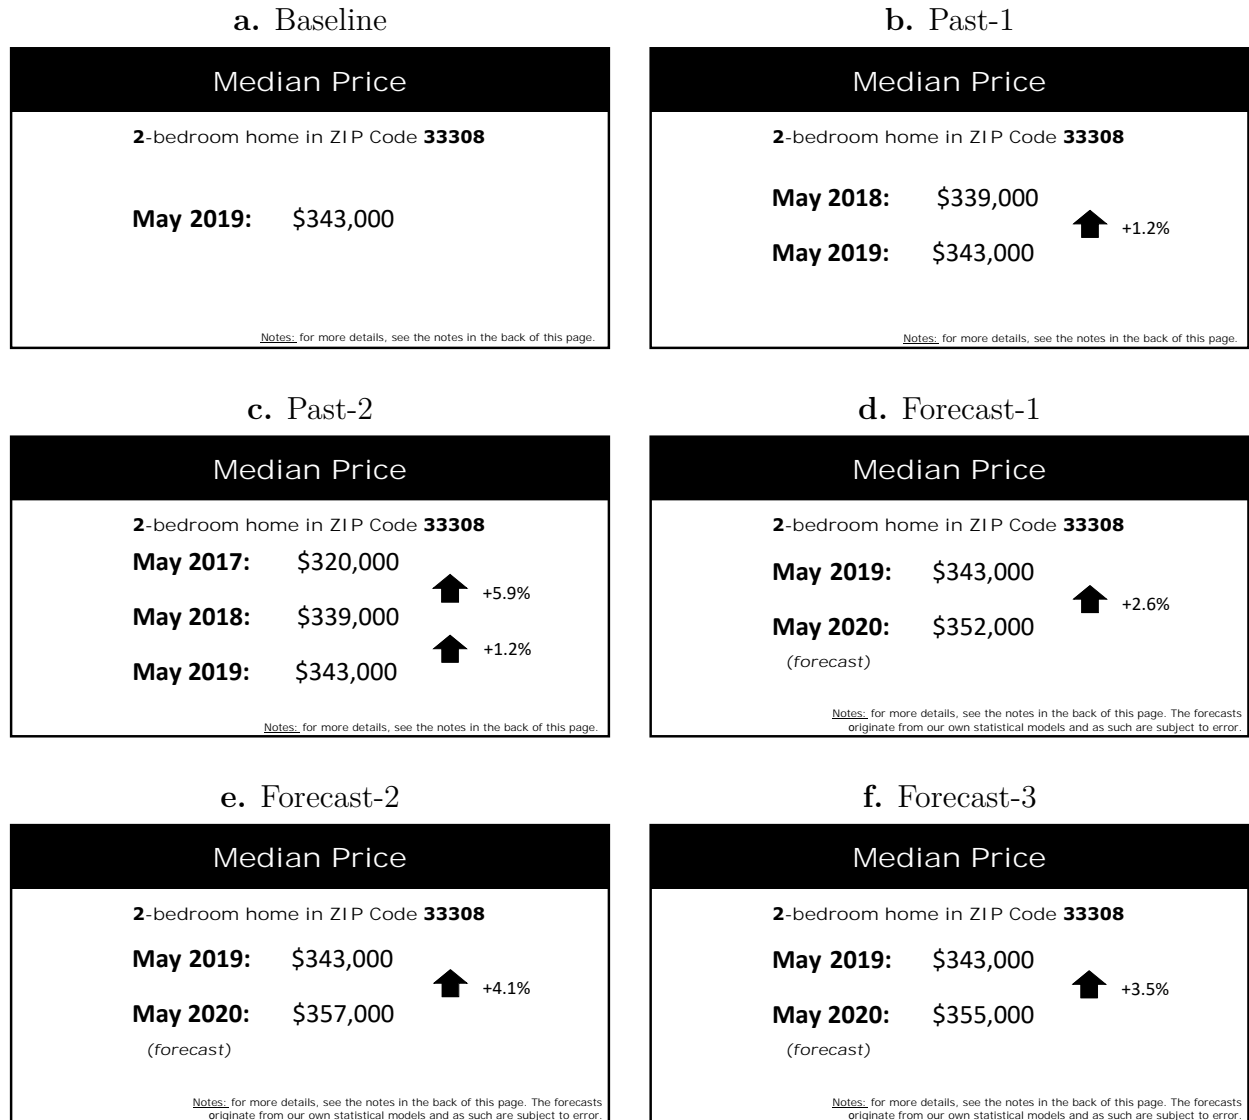 a. Baseline
Median Price
2-bedroom home in ZIP Code 33308
May 2019: $343,000
Notes: for more details, see the notes in the back of this page.
b. Past-1
Median Price
2-bedroom home in ZIP Code 33308
May 2018: $339,000
+1.2%
May 2019: $343,000
Notes: for more details, see the notes in the back of this page.
c. Past-2
Median Price
2-bedroom home in ZIP Code 33308
May 2017: $320,000
+5.9%
May 2018: $339,000
+1.2%
May 2019: $343,000
Notes: for more details, see the notes in the back of this page.
d. Forecast-1
Median Price
2-bedroom home in ZIP Code 33308
May 2019: $343,000
+2.6%
May 2020: $352,000
(forecast)
Notes: for more details, see the notes in the back of this page. The forecasts
originate from our own statistical models and as such are subject to error.
e. Forecast-2
Median Price
2-bedroom home in ZIP Code 33308
May 2019: $343,000
+4.1%
May 2020: $357,000
(forecast)
Notes: for more details, see the notes in the back of this page. The forecasts
originate from our own statistical models and as such are subject to error.
f. Forecast-3
Median Price
2-bedroom home in ZIP Code 33308
May 2019: $343,000
+3.5%
May 2020: $355,000
(forecast)
Notes: for more details, see the notes in the back of this page. The forecasts
originate from our own statistical models and as such are subject to error.